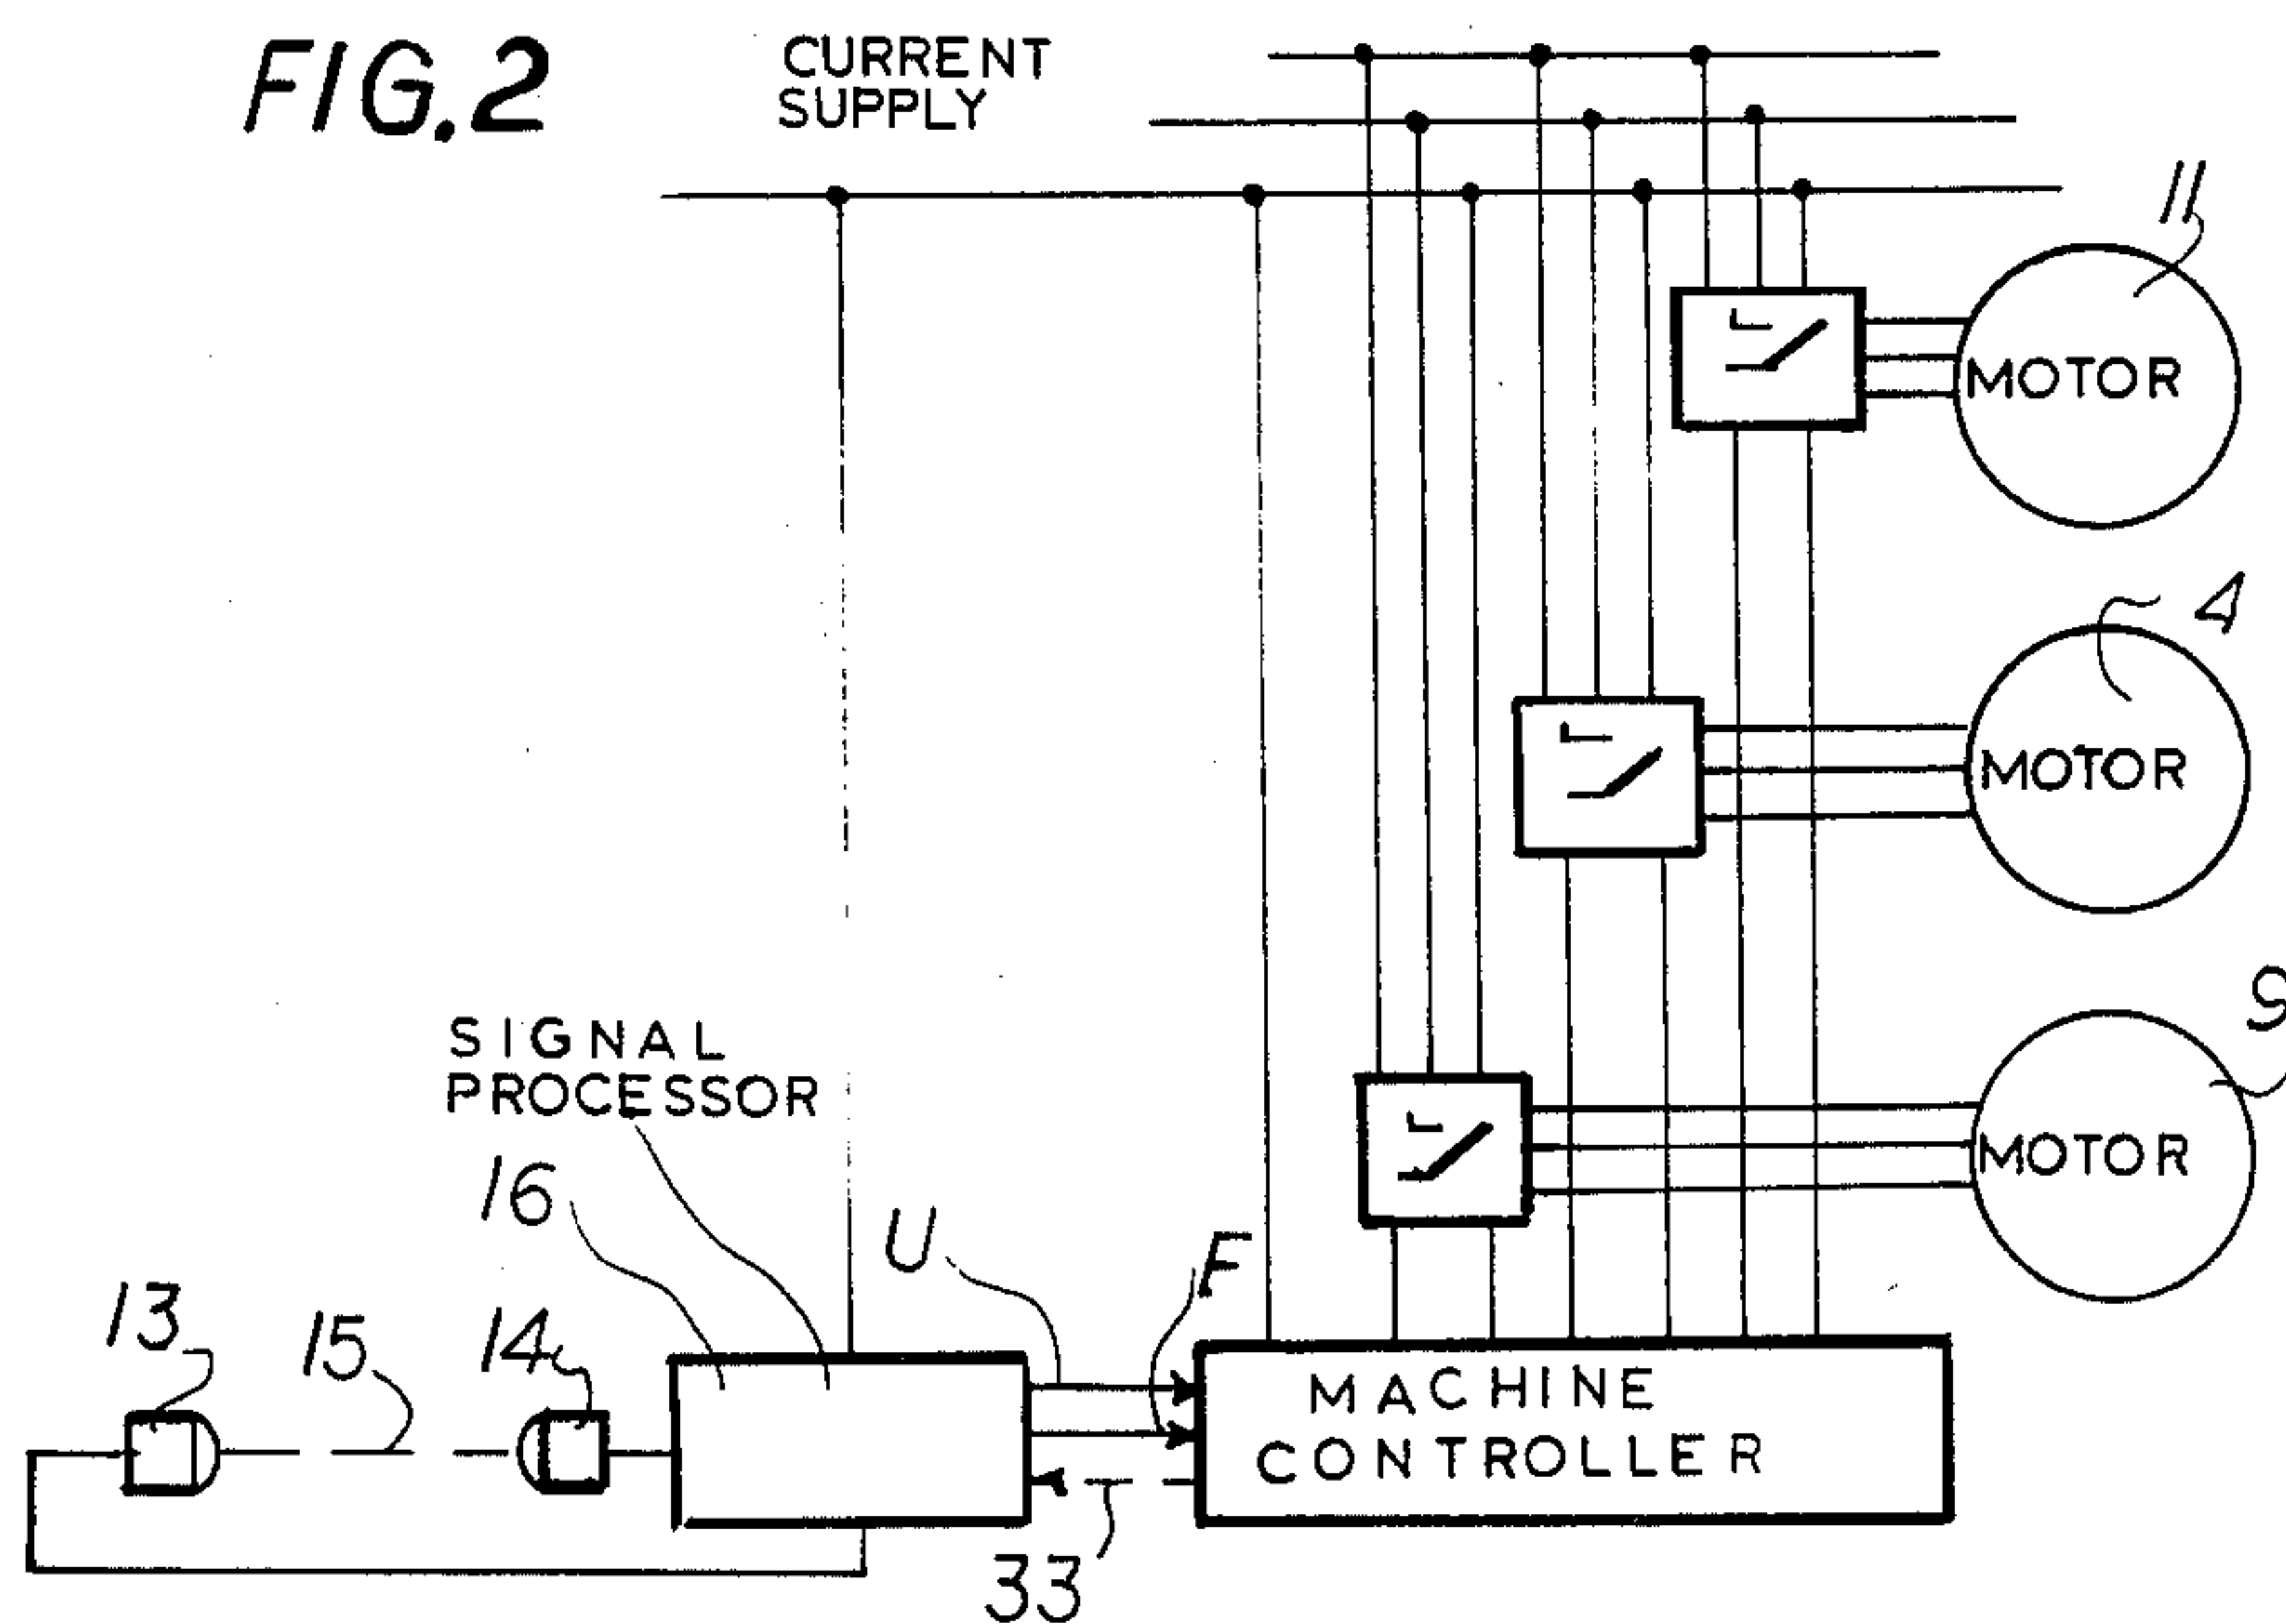 FIG.2
CURRENT
SUPPLY
11
MOTOR
4
MOTOR
9
MOTOR
SIGNAL
PROCESSOR
16
U
F
13
15
14
MACHINE
CONTROLLER
33